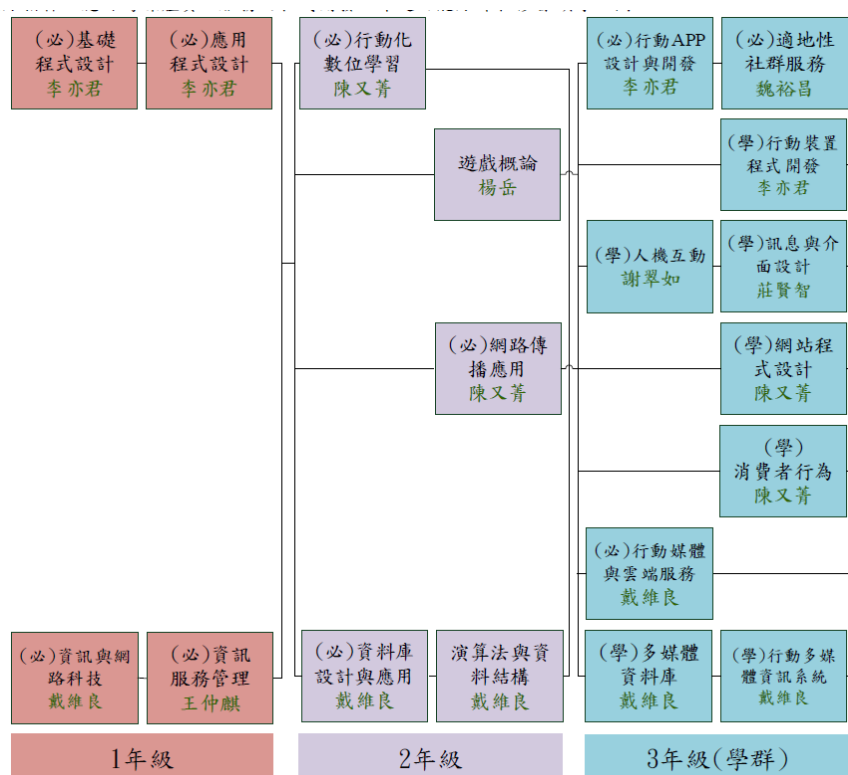 (必)基礎
程式設計
李亦君
(必)應用
程式設計
李亦君
(必)行動化
數位學習
陳又菁
(必)行動APP
設計與開發
李亦君
(必)適地性
社群服務
魏裕昌
遊戲概論
楊岳
(學)行動裝置
程式開發
李亦君
(學)人機互動
謝翠如
(學)訊息與介
面設計
莊賢智
(必)網路傳
播應用
陳又菁
(學)網站程
式設計
陳又菁
(學)
消費者行為
陳又菁
(必)行動媒體
與雲端服務
戴維良
(必)資訊與網
路科技
戴維良
(必)資訊
服務管理
王仲麒
(必)資料庫
設計與應用
戴維良
演算法與資
料結構
戴維良
(學)多媒體
資料庫
戴維良
(學)行動多媒
體資訊系統
戴維良
1年級
2年級
3年級(學群)